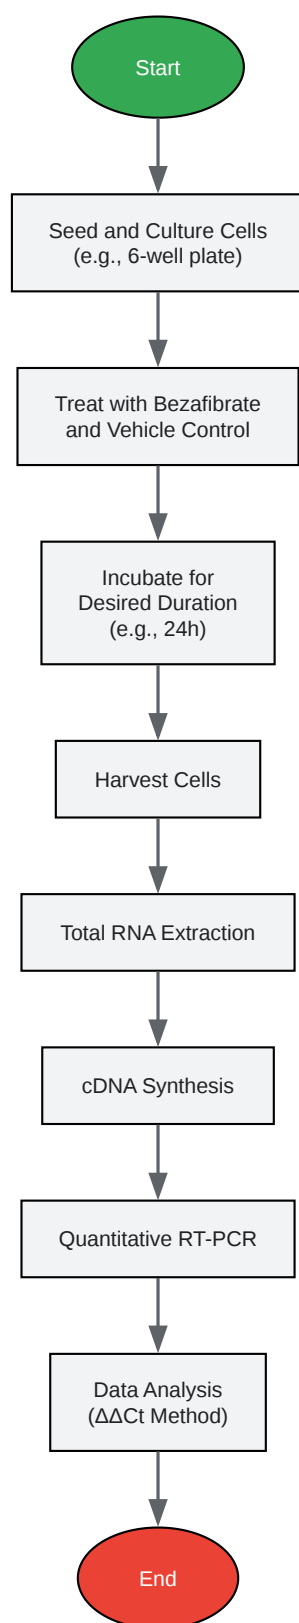 Start
Seed and Culture Cells
(e.g., 6-well plate)
Treat with Bezafibrate
and Vehicle Control
Incubate for
Desired Duration
(e.g., 24h)
Harvest Cells
Total RNA Extraction
cDNA Synthesis
Quantitative RT-PCR
Data Analysis
(ΔΔCt Method)
End